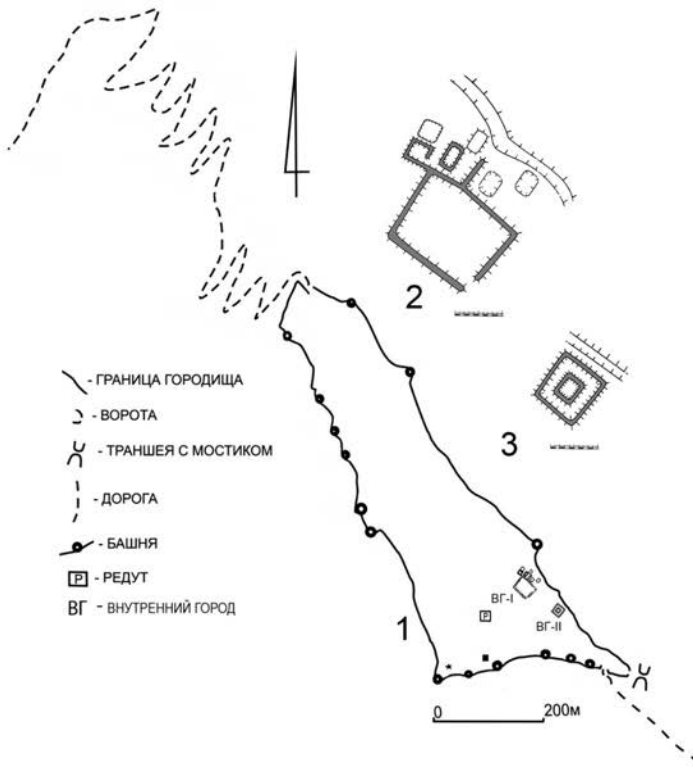 2
3
- ГРАНИЦА ГОРОДИЩА
- ВОРОТА
- ТРАНШЕЯ С МОСТИКОМ
- ДОРОГА
- БАШНЯ
Р - РЕДУТ
ВГ - ВНУТРЕННИЙ ГОРОД
1
ВГ-I
Р
ВГ-II
0 200м